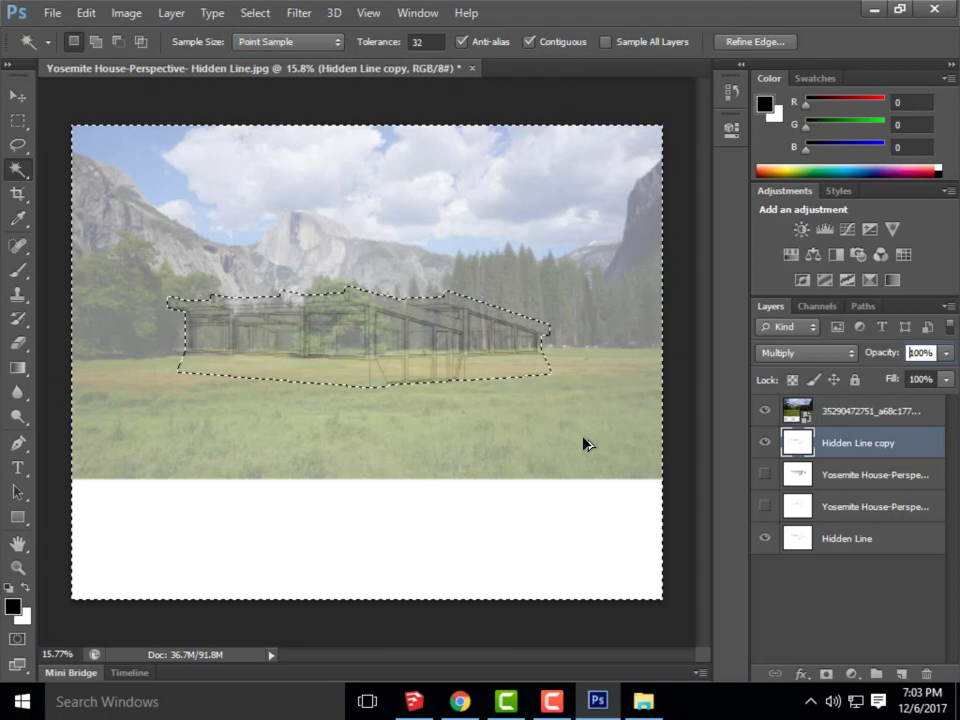 Ps File Edit Image Layer Type Select Filter 3D View Window Help
Sample Size: Point Sample Tolerance: 32 Anti-alias Contiguous Sample All Layers Refine Edge...
Yosemite House-Perspective- Hidden Line.jpg @ 15.8% (Hidden Line copy, RGB/8#) * ×
Color Swatches
R 0
G 0
B 0
Adjustments Styles
Add an adjustment
Layers Channels Paths
Kind
Multiply Opacity: 100%
Lock: Fill: 100%
35290472751_a68c177...
Hidden Line copy
Yosemite House-Perspe...
Yosemite House-Perspe...
Hidden Line
15.77% Doc: 36.7M/91.8M
Mini Bridge Timeline
Search Windows
Ps
7:03 PM
12/6/2017